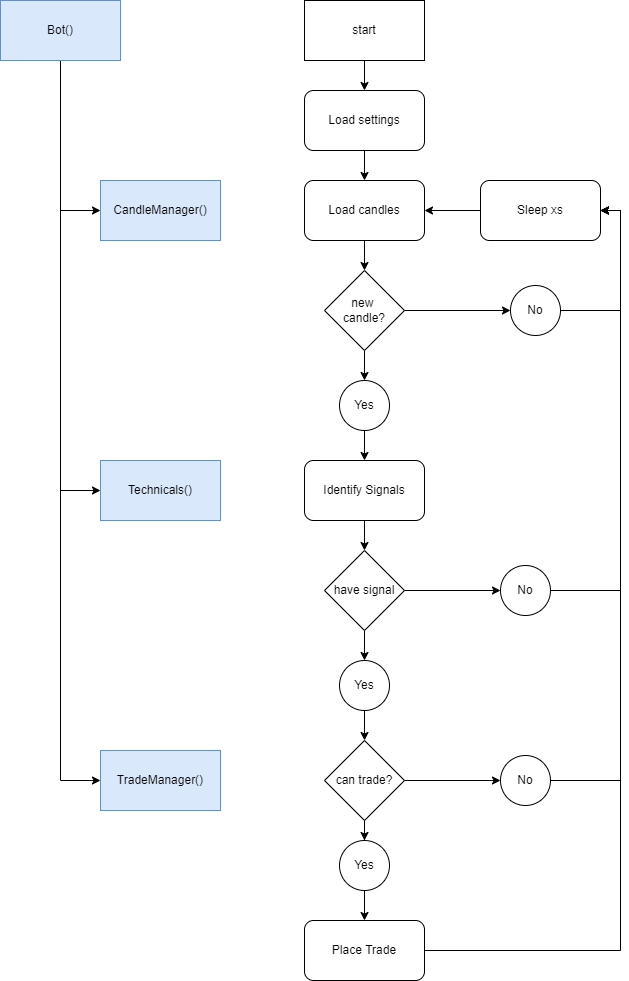 Bot()
start
Load settings
CandleManager()
Load candles
Sleep xs
new
candle?
No
Yes
Technicals()
Identify Signals
have signal
No
Yes
TradeManager()
can trade?
No
Yes
Place Trade